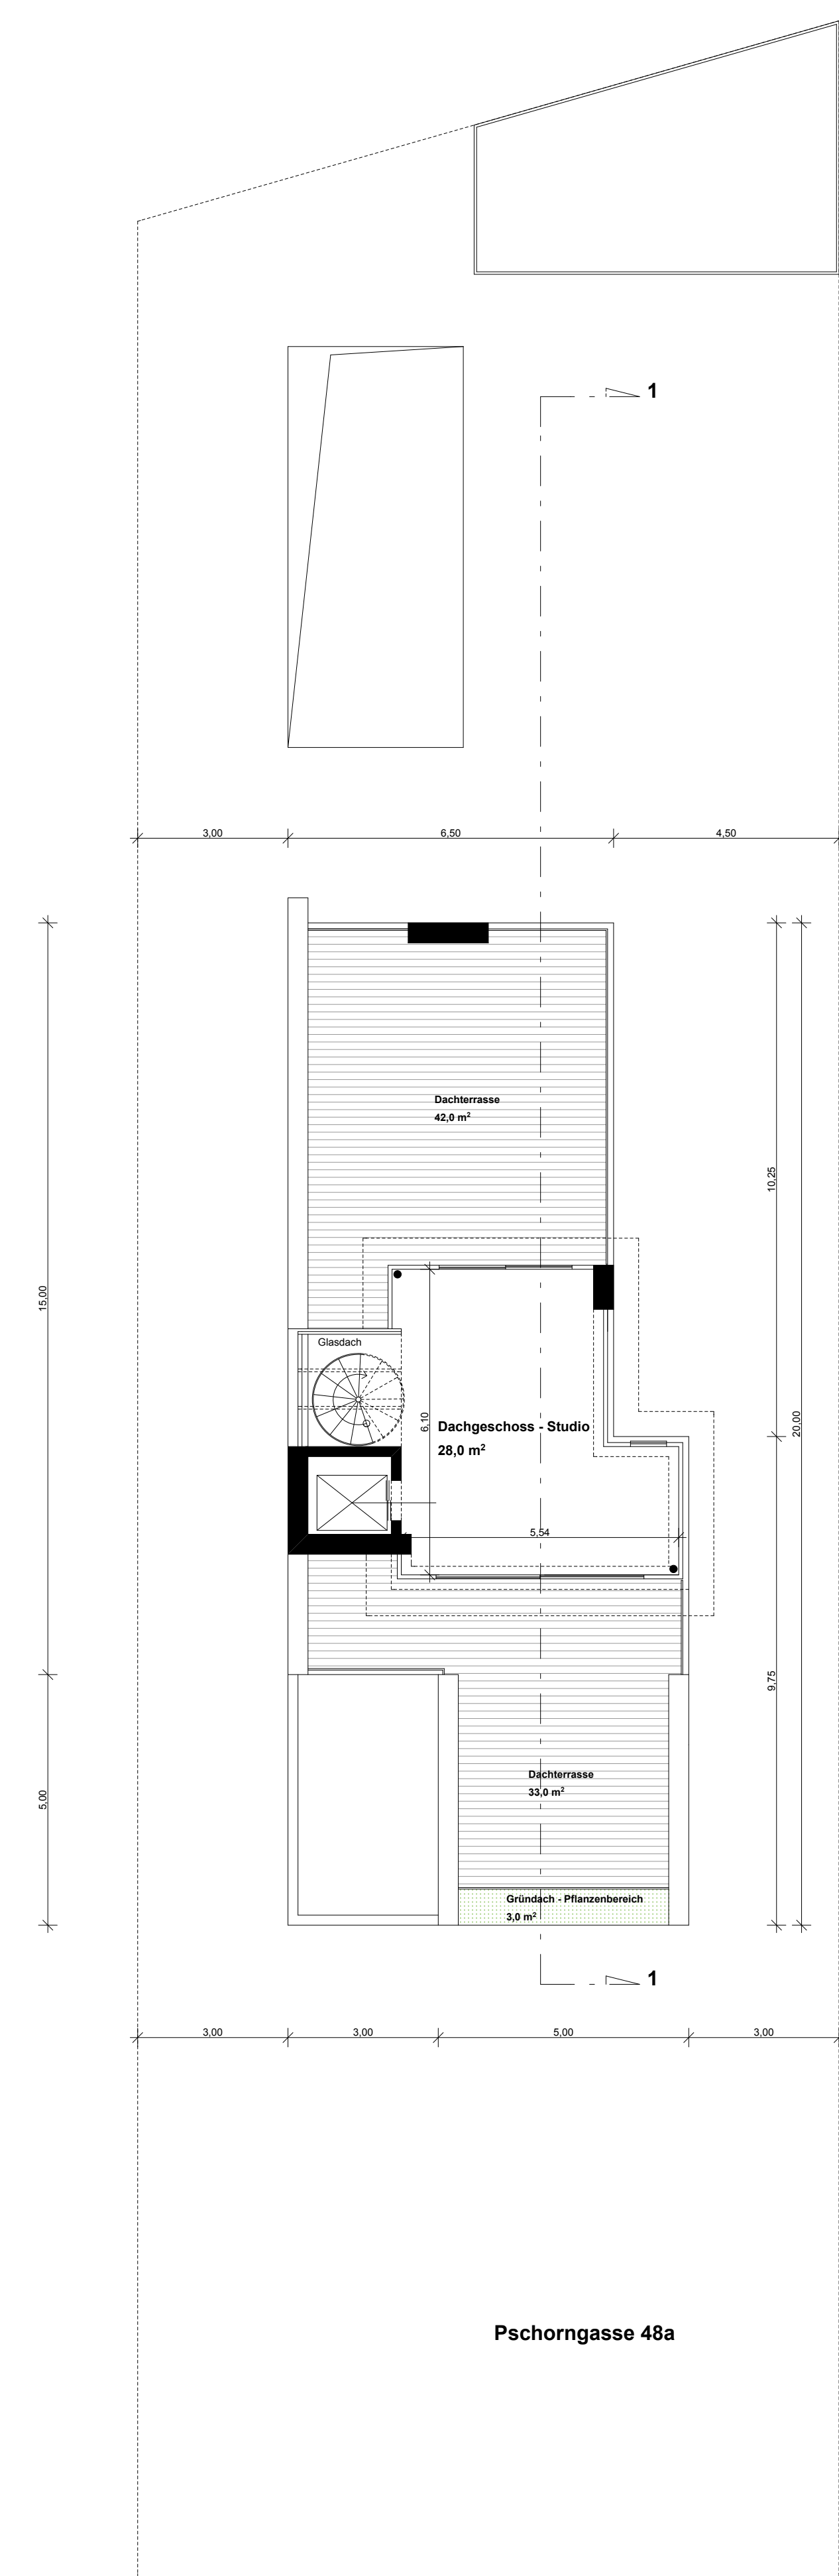 1
3,00
6,50
4,50
Dachterrasse
42,0 m²
10,25
15,00
20,00
Glasdach
6,10
Dachgeschoss - Studio
28,0 m²
5,54
9,75
Dachterrasse
33,0 m²
5,00
Gründach - Pflanzenbereich
3,0 m²
1
3,00
3,00
5,00
3,00
Pschorngasse 48a